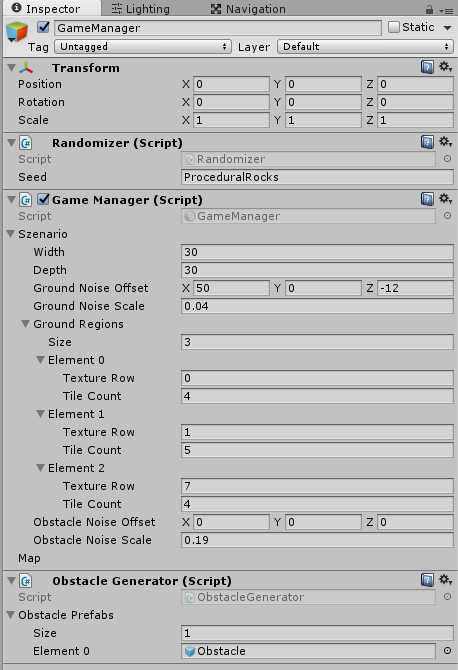 Inspector Lighting Navigation
GameManager Static
Tag Untagged Layer Default
Transform
Position X 0 Y 0 Z 0
Rotation X 0 Y 0 Z 0
Scale X 1 Y 1 Z 1
Randomizer (Script)
Script Randomizer
Seed ProceduralRocks
Game Manager (Script)
Script GameManager
Szenario
Width 30
Depth 30
Ground Noise Offset X 50 Y 0 Z -12
Ground Noise Scale 0.04
Ground Regions
Size 3
Element 0
Texture Row 0
Tile Count 4
Element 1
Texture Row 1
Tile Count 5
Element 2
Texture Row 7
Tile Count 4
Obstacle Noise Offset X 0 Y 0 Z 0
Obstacle Noise Scale 0.19
Map
Obstacle Generator (Script)
Script ObstacleGenerator
Obstacle Prefabs
Size 1
Element 0 Obstacle